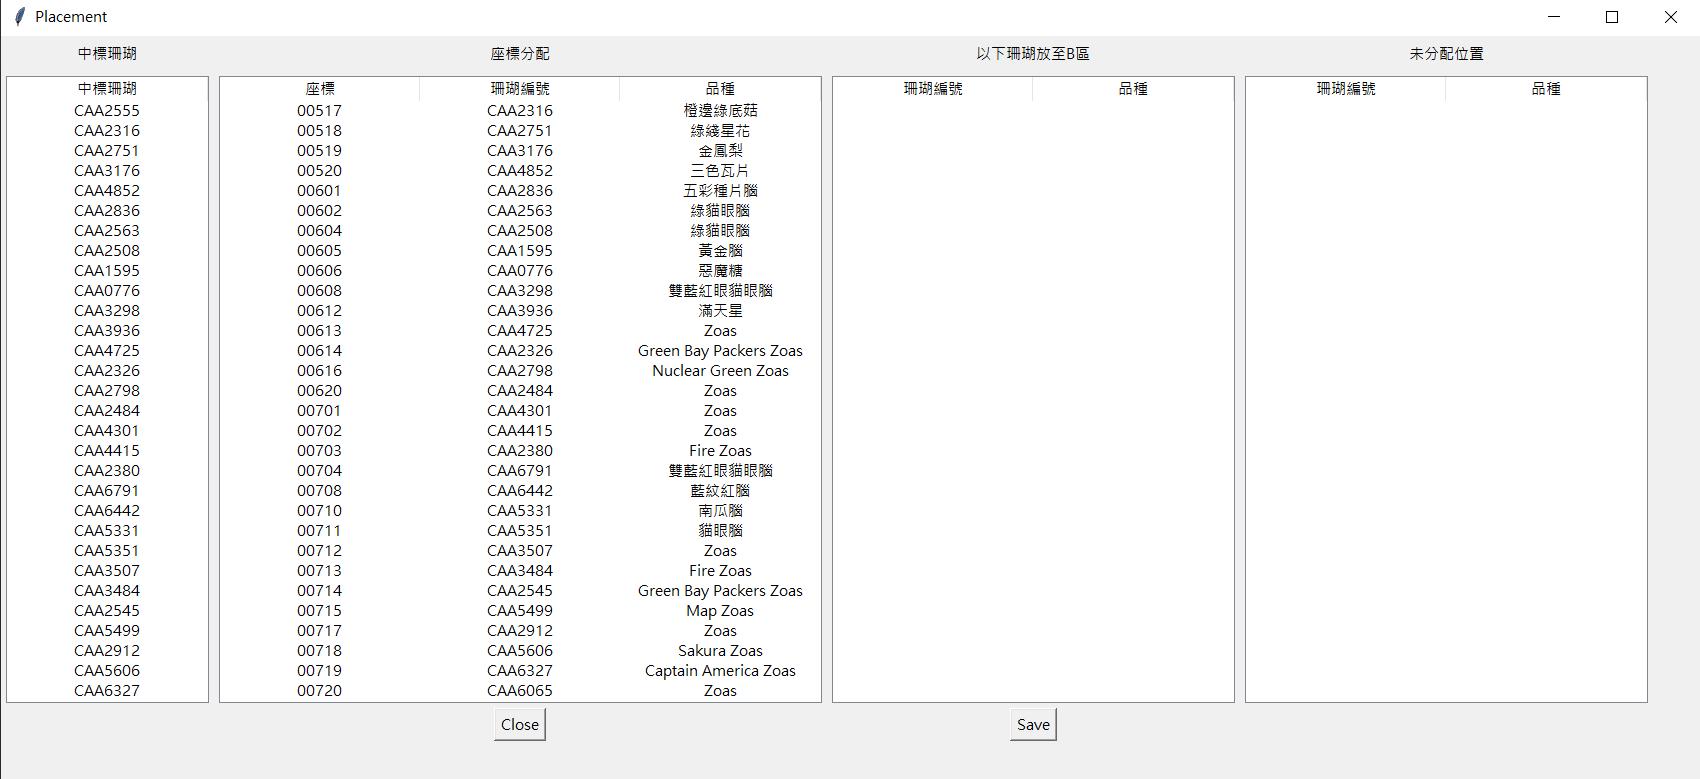 Placement
中標珊瑚 座標分配 以下珊瑚放至B區 未分配位置
中標珊瑚 座標 珊瑚編號 品種 珊瑚編號 品種 珊瑚編號 品種
CAA2555 00517 CAA2316 橙邊綠底菇
CAA2316 00518 CAA2751 綠綫星花
CAA2751 00519 CAA3176 金鳳梨
CAA3176 00520 CAA4852 三色瓦片
CAA4852 00601 CAA2836 五彩種片腦
CAA2836 00602 CAA2563 綠貓眼腦
CAA2563 00604 CAA2508 綠貓眼腦
CAA2508 00605 CAA1595 黃金腦
CAA1595 00606 CAA0776 惡魔糖
CAA0776 00608 CAA3298 雙藍紅眼貓眼腦
CAA3298 00612 CAA3936 滿天星
CAA3936 00613 CAA4725 Zoas
CAA4725 00614 CAA2326 Green Bay Packers Zoas
CAA2326 00616 CAA2798 Nuclear Green Zoas
CAA2798 00620 CAA2484 Zoas
CAA2484 00701 CAA4301 Zoas
CAA4301 00702 CAA4415 Zoas
CAA4415 00703 CAA2380 Fire Zoas
CAA2380 00704 CAA6791 雙藍紅眼貓眼腦
CAA6791 00708 CAA6442 藍紋紅腦
CAA6442 00710 CAA5331 南瓜腦
CAA5331 00711 CAA5351 貓眼腦
CAA5351 00712 CAA3507 Zoas
CAA3507 00713 CAA3484 Fire Zoas
CAA3484 00714 CAA2545 Green Bay Packers Zoas
CAA2545 00715 CAA5499 Map Zoas
CAA5499 00717 CAA2912 Zoas
CAA2912 00718 CAA5606 Sakura Zoas
CAA5606 00719 CAA6327 Captain America Zoas
CAA6327 00720 CAA6065 Zoas
Close Save